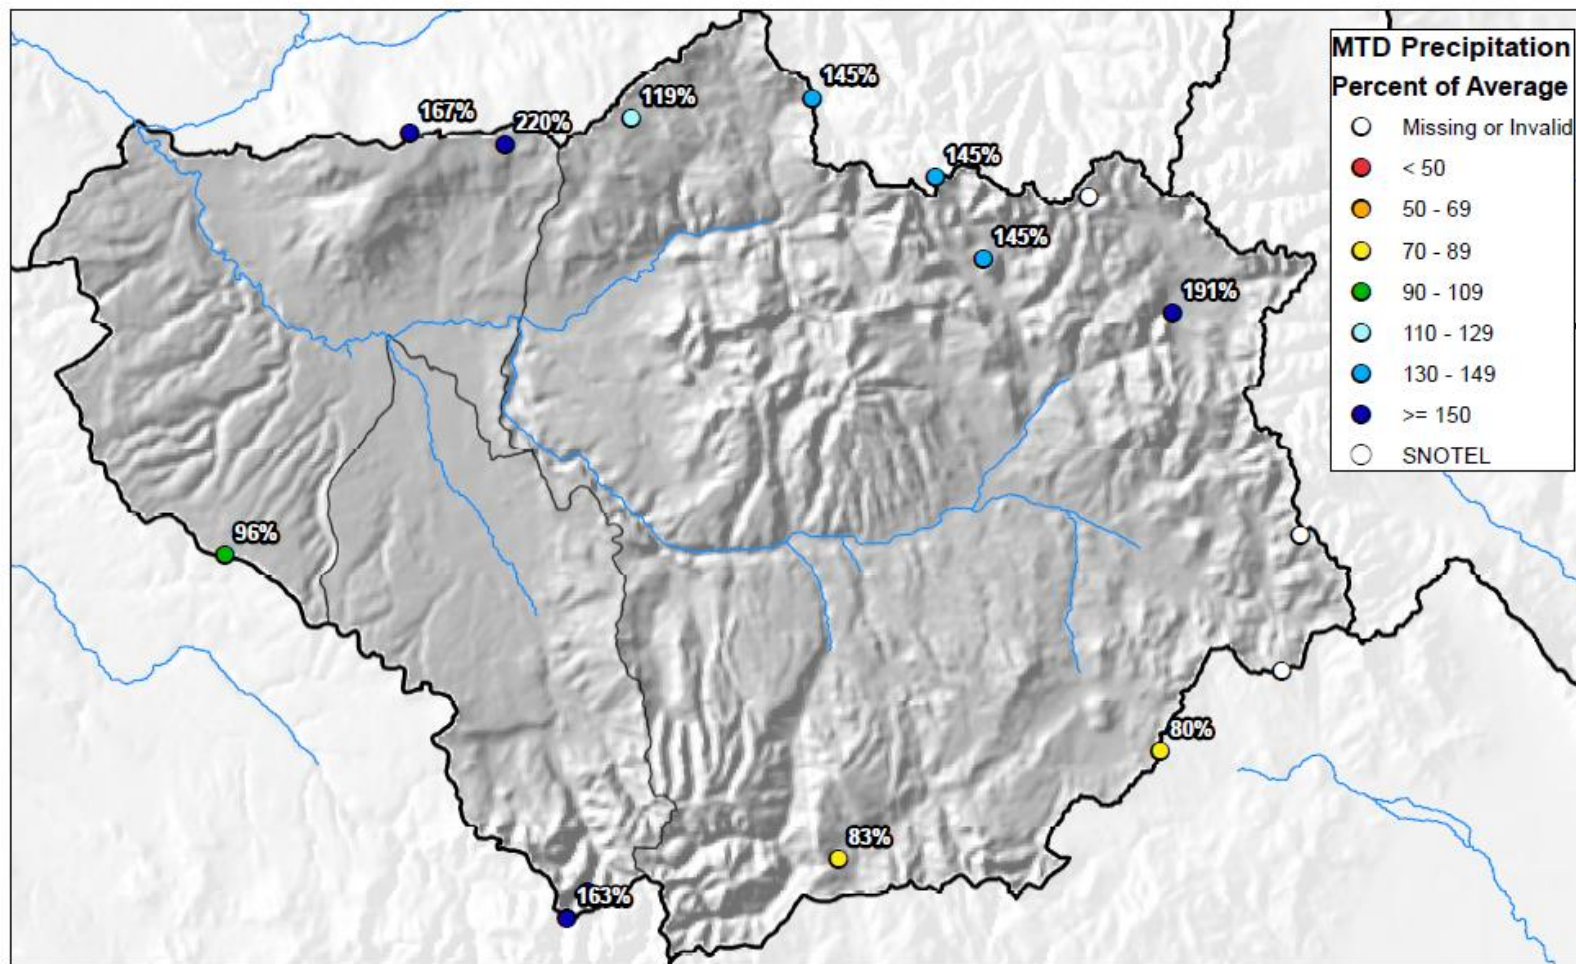 MTD Precipitation
Percent of Average
Missing or Invalid
< 50
50 - 69
70 - 89
90 - 109
110 - 129
130 - 149
>= 150
SNOTEL
145%
119%
167%
220%
145%
145%
191%
96%
80%
83%
163%